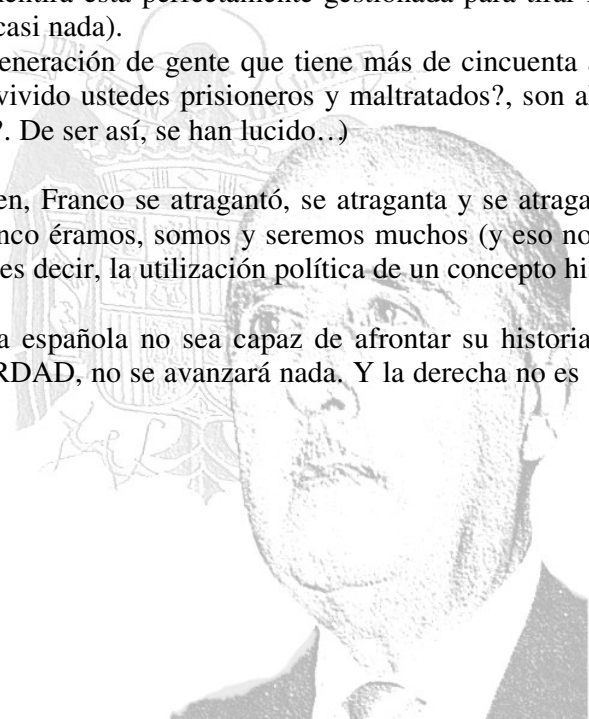 entira está perfectamente gestionada para tirar
casi nada).
eneración de gente que tiene más de cincuenta
vivido ustedes prisioneros y maltratados?, son
?. De ser así, se han lucido…)
en, Franco se atragantó, se atraganta y se atraga
nco éramos, somos y seremos muchos (y eso no
es decir, la utilización política de un concepto hi
a española no sea capaz de afrontar su historia
RDAD, no se avanzará nada. Y la derecha no es